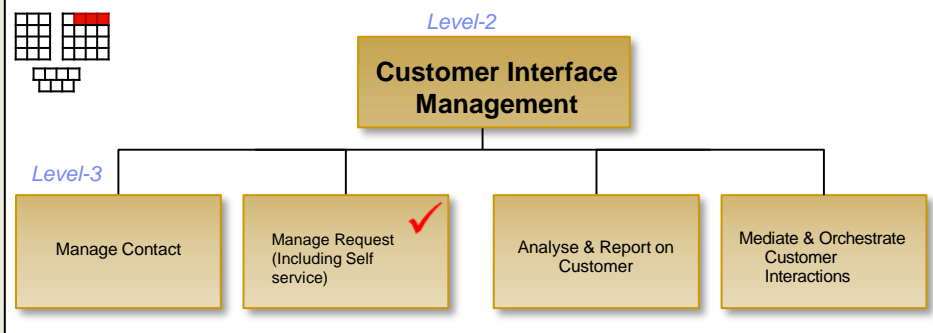 Level-2
Customer Interface
Management
Level-3
Manage Contact
Manage Request
(Including Self
service)
Analyse & Report on
Customer
Mediate & Orchestrate
Customer
Interactions